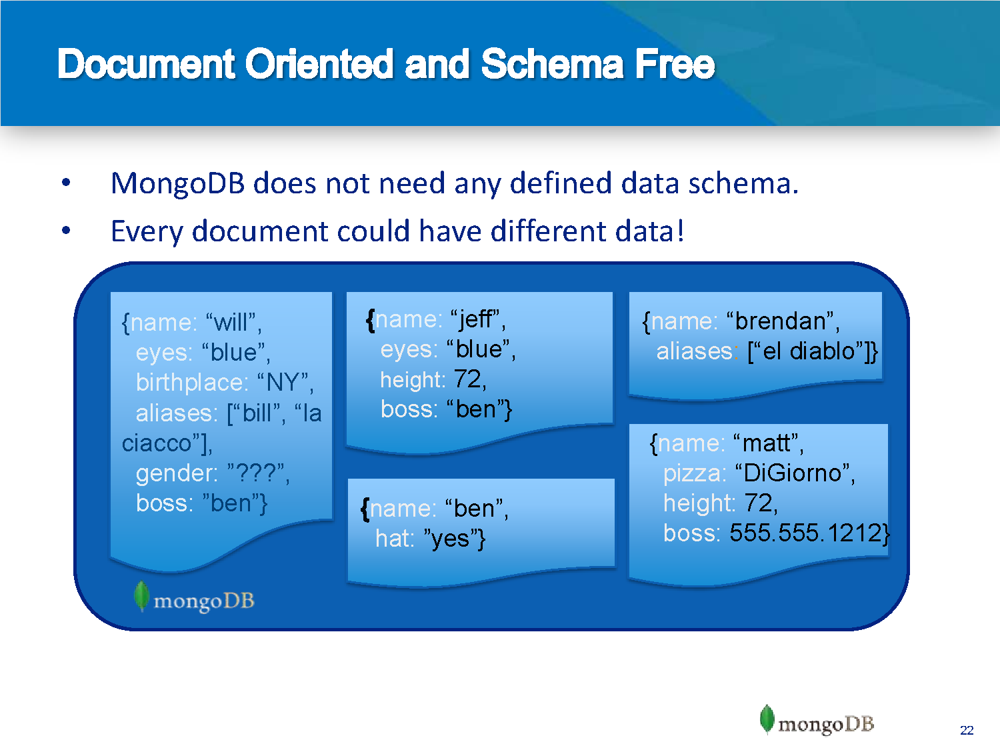 Document Oriented and Schema Free
• MongoDB does not need any defined data schema.
• Every document could have different data!
{name: “will”,
eyes: “blue”,
birthplace: “NY”,
aliases: [“bill”, “la
ciacco”],
gender: ”???”,
boss: ”ben”}
{name: “jeff”,
eyes: “blue”,
height: 72,
boss: “ben”}
{name: “ben”,
hat: ”yes”}
{name: “brendan”,
aliases: [“el diablo”]}
{name: “matt”,
pizza: “DiGiorno”,
height: 72,
boss: 555.555.1212}
mongoDB
mongoDB
22